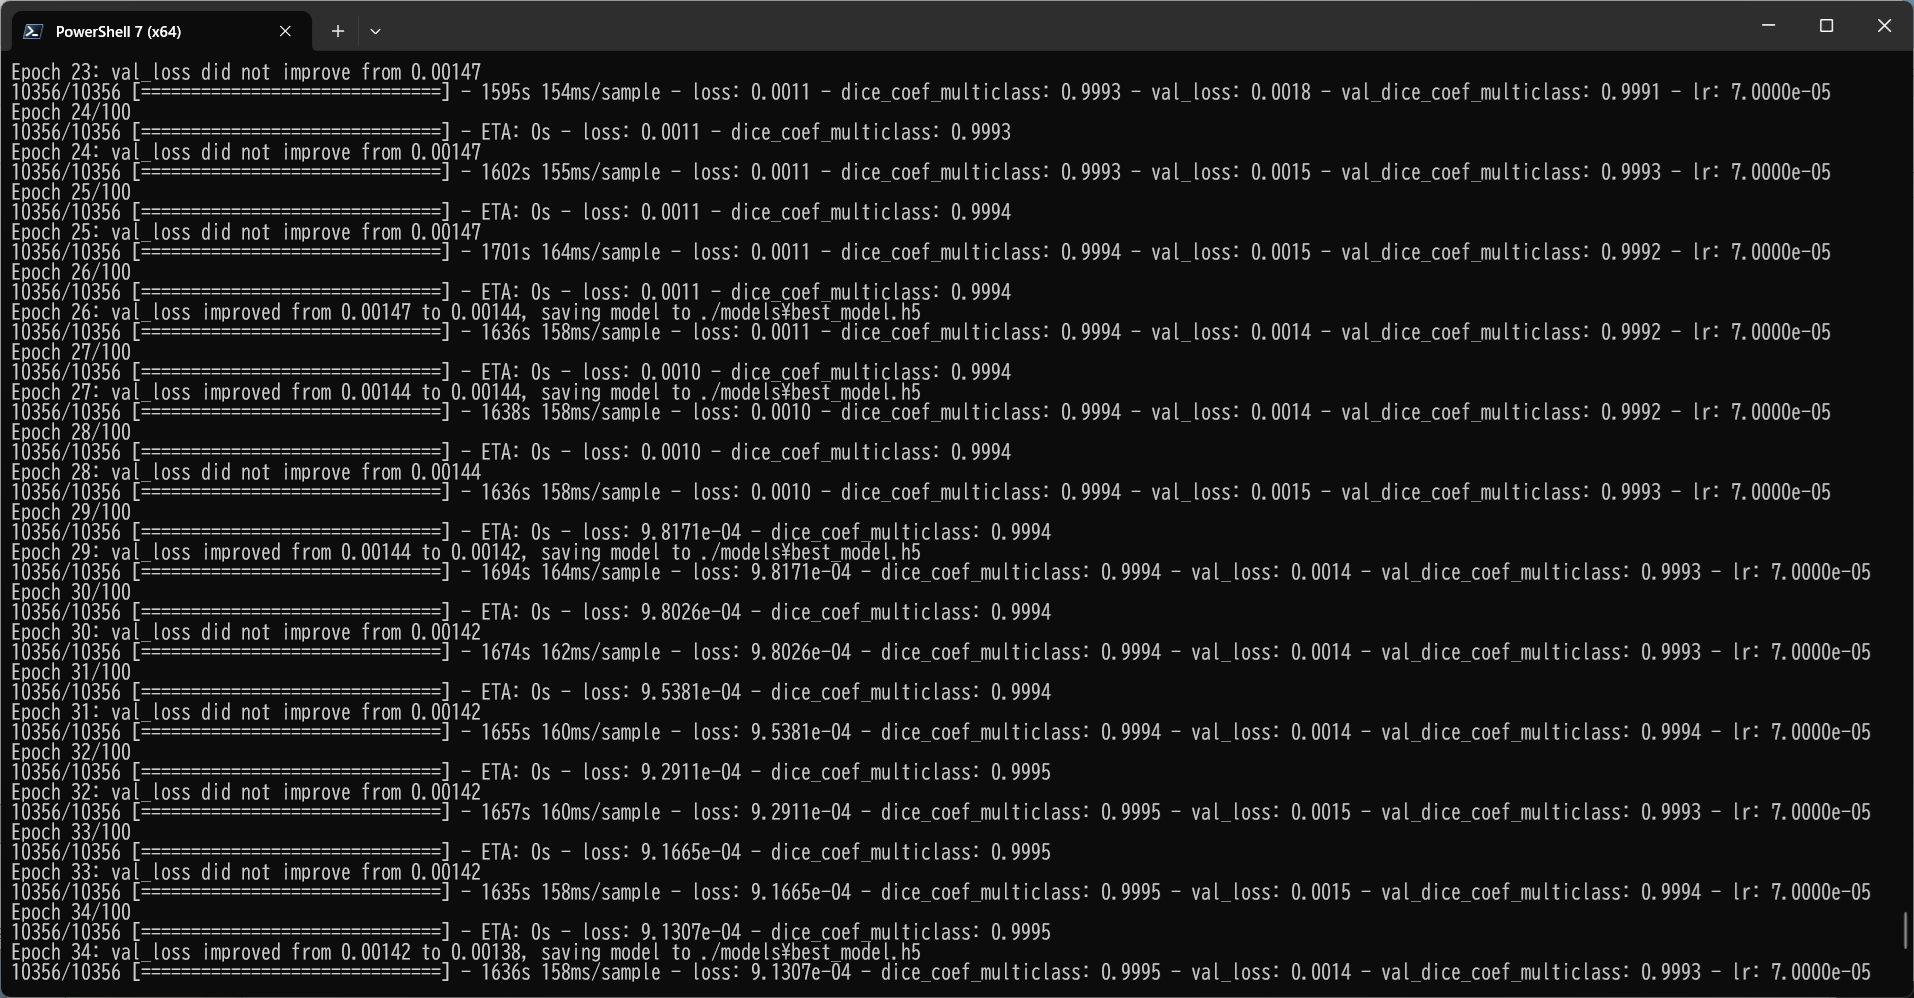 PowerShell 7 (x64)
Epoch 23: val_loss did not improve from 0.00147
10356/10356 [==============================] - 1595s 154ms/sample - loss: 0.0011 - dice_coef_multiclass: 0.9993 - val_loss: 0.0018 - val_dice_coef_multiclass: 0.9991 - lr: 7.0000e-05
Epoch 24/100
10356/10356 [==============================] - ETA: 0s - loss: 0.0011 - dice_coef_multiclass: 0.9993
Epoch 24: val_loss did not improve from 0.00147
10356/10356 [==============================] - 1602s 155ms/sample - loss: 0.0011 - dice_coef_multiclass: 0.9993 - val_loss: 0.0015 - val_dice_coef_multiclass: 0.9993 - lr: 7.0000e-05
Epoch 25/100
10356/10356 [==============================] - ETA: 0s - loss: 0.0011 - dice_coef_multiclass: 0.9994
Epoch 25: val_loss did not improve from 0.00147
10356/10356 [==============================] - 1701s 164ms/sample - loss: 0.0011 - dice_coef_multiclass: 0.9994 - val_loss: 0.0015 - val_dice_coef_multiclass: 0.9992 - lr: 7.0000e-05
Epoch 26/100
10356/10356 [==============================] - ETA: 0s - loss: 0.0011 - dice_coef_multiclass: 0.9994
Epoch 26: val_loss improved from 0.00147 to 0.00144, saving model to ./models¥best_model.h5
10356/10356 [==============================] - 1636s 158ms/sample - loss: 0.0011 - dice_coef_multiclass: 0.9994 - val_loss: 0.0014 - val_dice_coef_multiclass: 0.9992 - lr: 7.0000e-05
Epoch 27/100
10356/10356 [==============================] - ETA: 0s - loss: 0.0010 - dice_coef_multiclass: 0.9994
Epoch 27: val_loss improved from 0.00144 to 0.00144, saving model to ./models¥best_model.h5
10356/10356 [==============================] - 1638s 158ms/sample - loss: 0.0010 - dice_coef_multiclass: 0.9994 - val_loss: 0.0014 - val_dice_coef_multiclass: 0.9992 - lr: 7.0000e-05
Epoch 28/100
10356/10356 [==============================] - ETA: 0s - loss: 0.0010 - dice_coef_multiclass: 0.9994
Epoch 28: val_loss did not improve from 0.00144
10356/10356 [==============================] - 1636s 158ms/sample - loss: 0.0010 - dice_coef_multiclass: 0.9994 - val_loss: 0.0015 - val_dice_coef_multiclass: 0.9993 - lr: 7.0000e-05
Epoch 29/100
10356/10356 [==============================] - ETA: 0s - loss: 9.8171e-04 - dice_coef_multiclass: 0.9994
Epoch 29: val_loss improved from 0.00144 to 0.00142, saving model to ./models¥best_model.h5
10356/10356 [==============================] - 1694s 164ms/sample - loss: 9.8171e-04 - dice_coef_multiclass: 0.9994 - val_loss: 0.0014 - val_dice_coef_multiclass: 0.9993 - lr: 7.0000e-05
Epoch 30/100
10356/10356 [==============================] - ETA: 0s - loss: 9.8026e-04 - dice_coef_multiclass: 0.9994
Epoch 30: val_loss did not improve from 0.00142
10356/10356 [==============================] - 1674s 162ms/sample - loss: 9.8026e-04 - dice_coef_multiclass: 0.9994 - val_loss: 0.0014 - val_dice_coef_multiclass: 0.9993 - lr: 7.0000e-05
Epoch 31/100
10356/10356 [==============================] - ETA: 0s - loss: 9.5381e-04 - dice_coef_multiclass: 0.9994
Epoch 31: val_loss did not improve from 0.00142
10356/10356 [==============================] - 1655s 160ms/sample - loss: 9.5381e-04 - dice_coef_multiclass: 0.9994 - val_loss: 0.0014 - val_dice_coef_multiclass: 0.9994 - lr: 7.0000e-05
Epoch 32/100
10356/10356 [==============================] - ETA: 0s - loss: 9.2911e-04 - dice_coef_multiclass: 0.9995
Epoch 32: val_loss did not improve from 0.00142
10356/10356 [==============================] - 1657s 160ms/sample - loss: 9.2911e-04 - dice_coef_multiclass: 0.9995 - val_loss: 0.0015 - val_dice_coef_multiclass: 0.9993 - lr: 7.0000e-05
Epoch 33/100
10356/10356 [==============================] - ETA: 0s - loss: 9.1665e-04 - dice_coef_multiclass: 0.9995
Epoch 33: val_loss did not improve from 0.00142
10356/10356 [==============================] - 1635s 158ms/sample - loss: 9.1665e-04 - dice_coef_multiclass: 0.9995 - val_loss: 0.0015 - val_dice_coef_multiclass: 0.9994 - lr: 7.0000e-05
Epoch 34/100
10356/10356 [==============================] - ETA: 0s - loss: 9.1307e-04 - dice_coef_multiclass: 0.9995
Epoch 34: val_loss improved from 0.00142 to 0.00138, saving model to ./models¥best_model.h5
10356/10356 [==============================] - 1636s 158ms/sample - loss: 9.1307e-04 - dice_coef_multiclass: 0.9995 - val_loss: 0.0014 - val_dice_coef_multiclass: 0.9993 - lr: 7.0000e-05